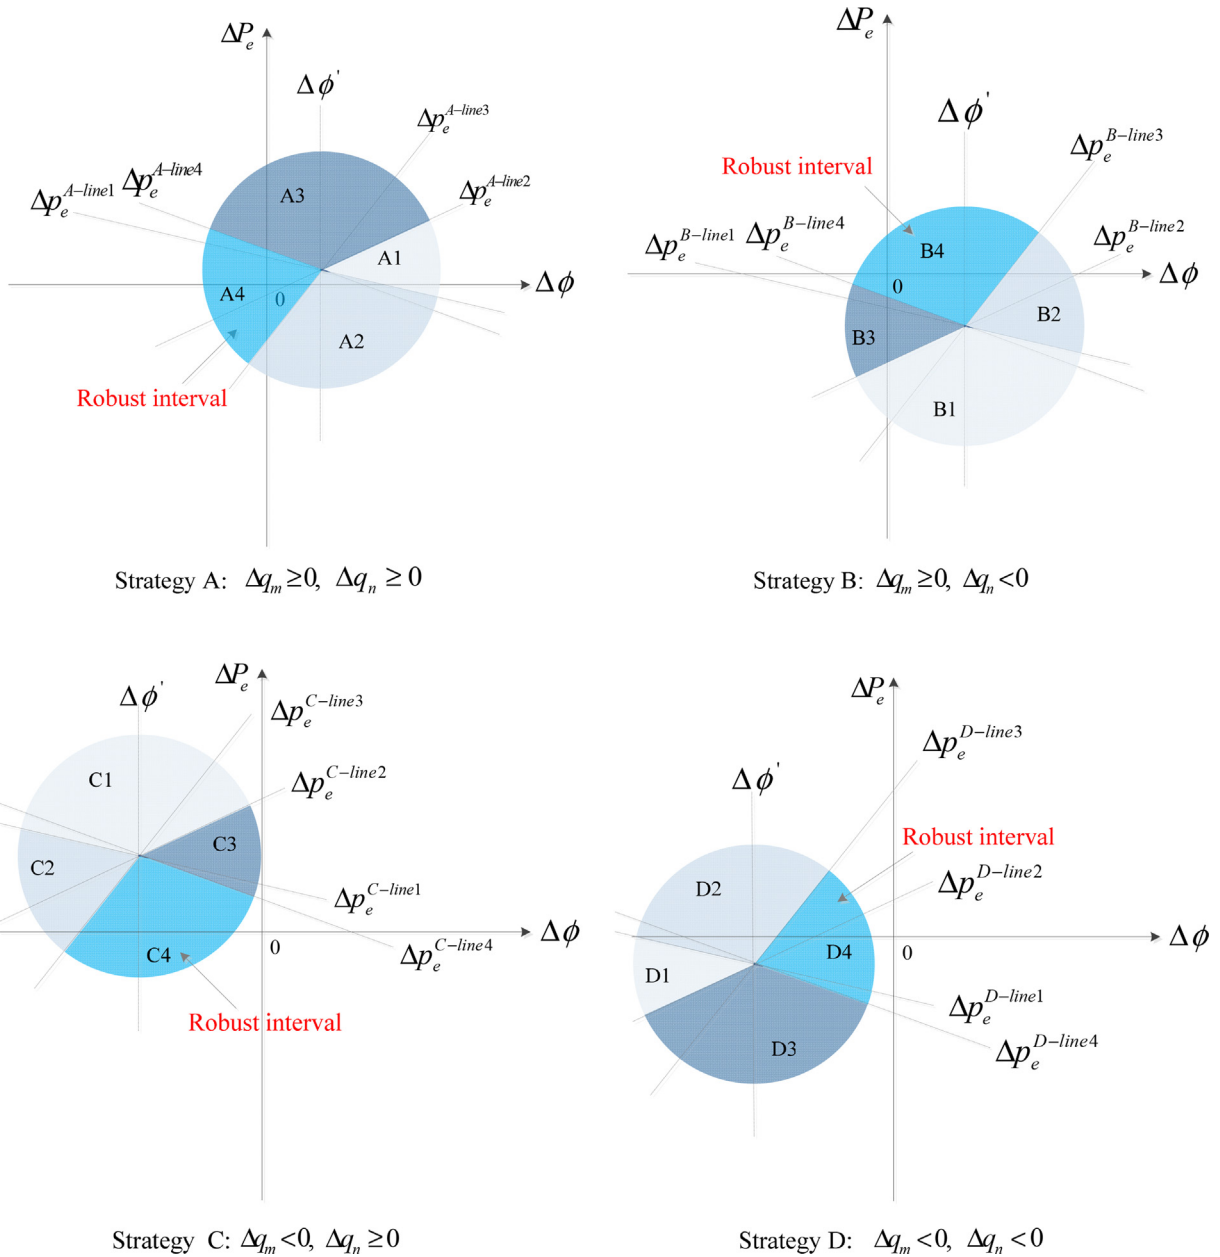 ΔP_e
Δφ'
Δp_e^{A-line3}
Δp_e^{A-line4}
Δp_e^{A-line1}
Δp_e^{A-line2}
A3
A1
A4
0
Δφ
A2
Robust interval
Strategy A: Δq_m ≥0, Δq_n ≥ 0
ΔP_e
Δφ'
Δp_e^{B-line3}
Robust interval
Δp_e^{B-line1}
Δp_e^{B-line4}
Δp_e^{B-line2}
B4
0
Δφ
B3
B2
B1
Strategy B: Δq_m ≥0, Δq_n <0
ΔP_e
Δφ'
Δp_e^{C-line3}
Δp_e^{C-line2}
C1
C3
C2
Δp_e^{C-line1}
Δφ
0
C4
Δp_e^{C-line4}
Robust interval
Strategy C: Δq_m <0, Δq_n ≥0
ΔP_e
Δφ'
Δp_e^{D-line3}
Robust interval
Δp_e^{D-line2}
D2
Δφ
0
D4
D1
Δp_e^{D-line1}
D3
Δp_e^{D-line4}
Strategy D: Δq_m <0, Δq_n <0